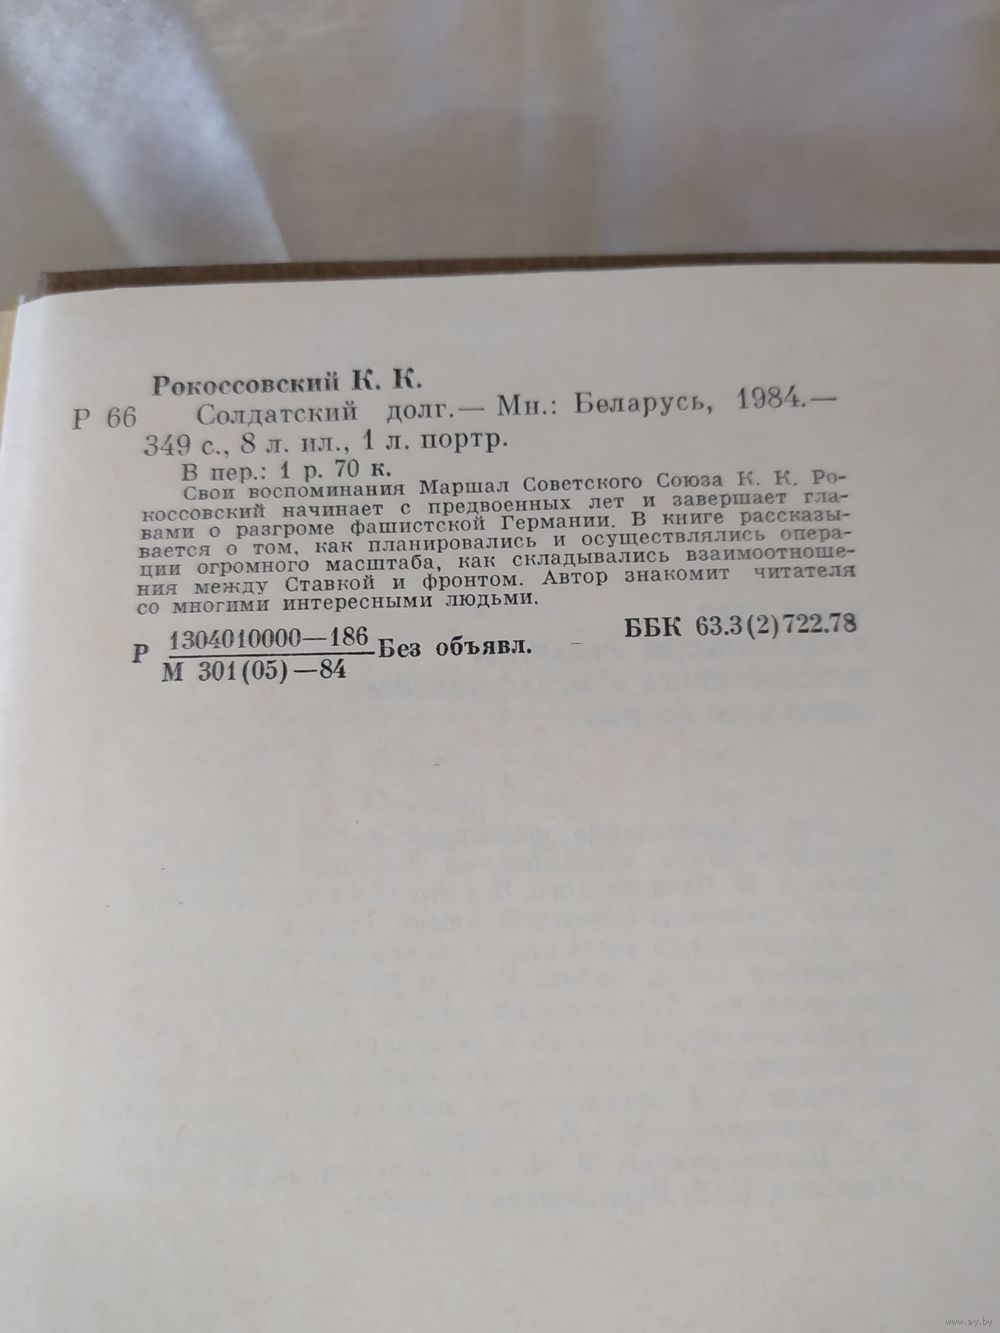 Рокоссовский К. К.
Р 66 Солдатский долг.— Мн.: Беларусь, 1984.—
349 с., 8 л. ил., 1 л. портр.
В пер.: 1 р. 70 к.
Свои воспоминания Маршал Советского Союза К. К. Ро-
коссовский начинает с предвоенных лет и завершает гла-
вами о разгроме фашистской Германии. В книге рассказы-
вается о том, как планировались и осуществлялись опера-
ции огромного масштаба, как складывались взаимоотноше-
ния между Ставкой и фронтом. Автор знакомит читателя
со многими интересными людьми.
Р 1304010000—186 Без объявл. ББК 63.3(2)722.78
М 301(05)—84
www.ay.by